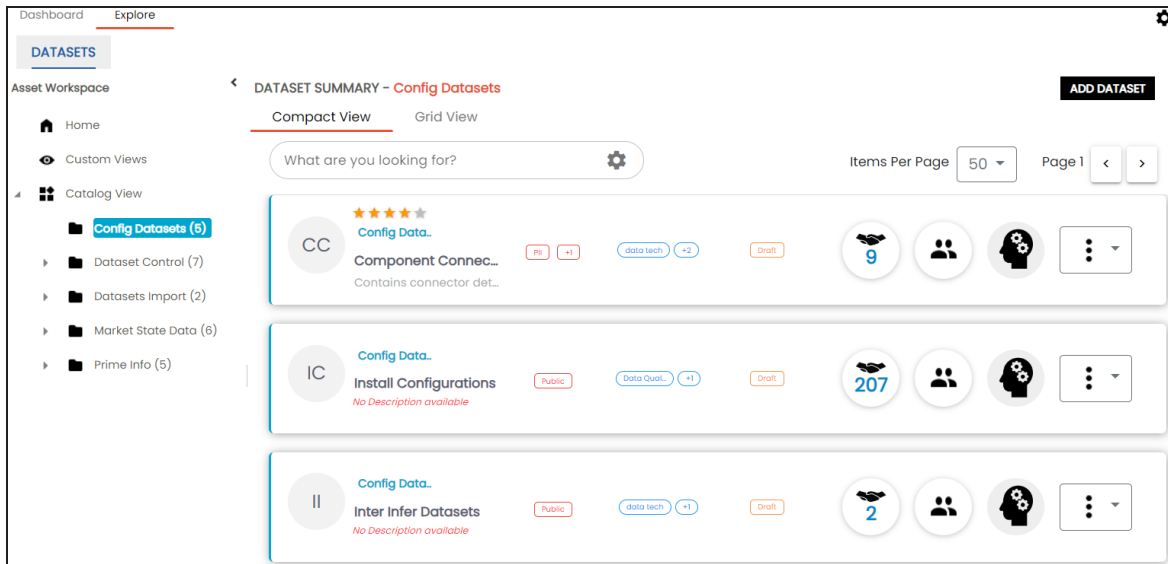 Dashboard Explore
DATASETS
Asset Workspace
Home
Custom Views
Catalog View
Config Datasets (5)
Dataset Control (7)
Datasets Import (2)
Market State Data (6)
Prime Info (5)
DATASET SUMMARY - Config Datasets
ADD DATASET
Compact View Grid View
What are you looking for?
Items Per Page 50 Page 1 < >
CC
Config Data..
Component Connec...
Contains connector det...
PII +1
data tech +2
Draft
9
IC
Config Data..
Install Configurations
No Description available
Public
Data Quai... +1
Draft
207
II
Config Data..
Inter Infer Datasets
No Description available
Public
data tech +1
Draft
2